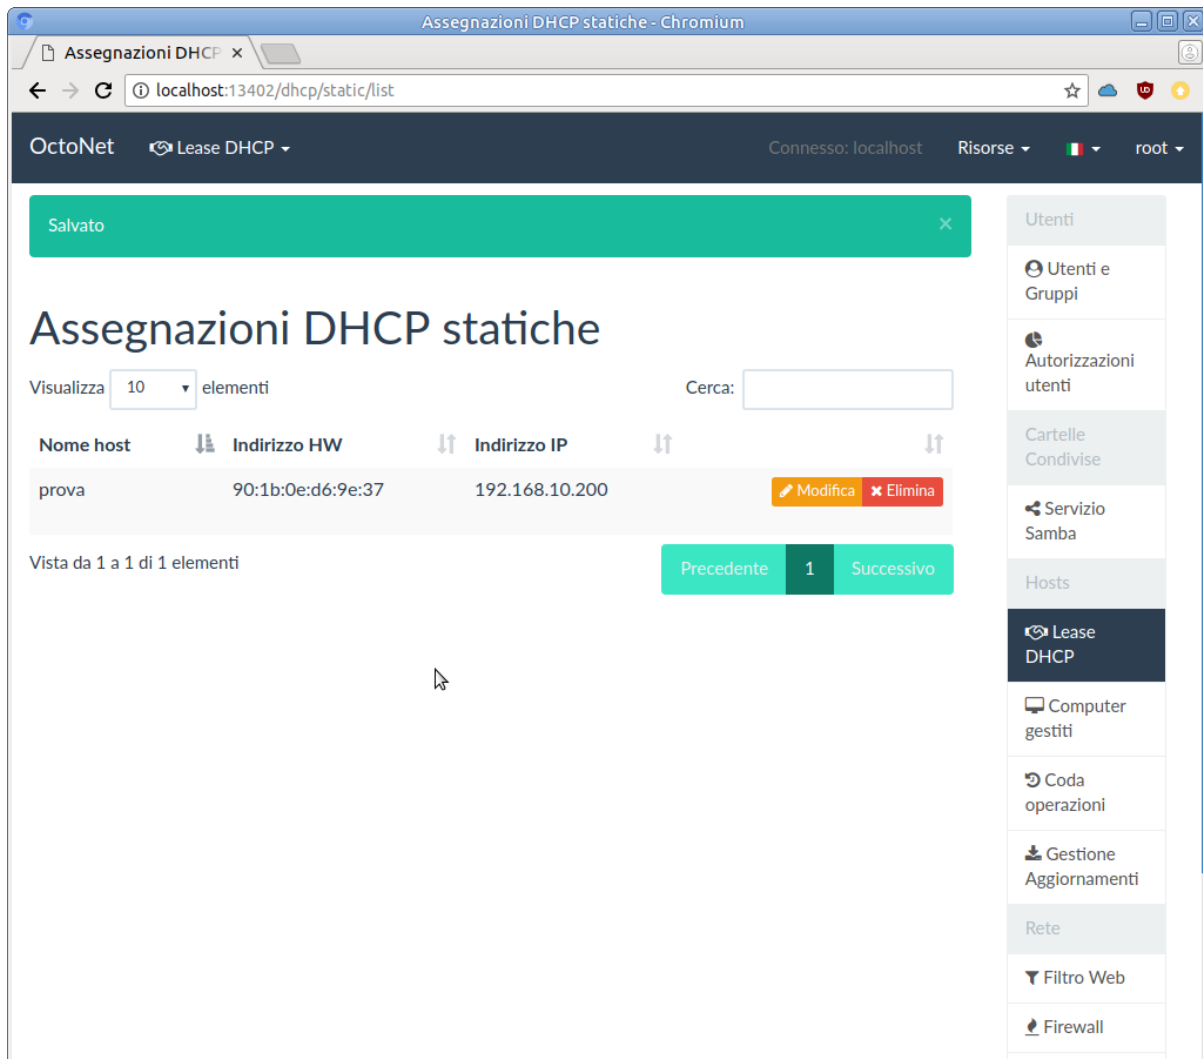 Assegnazioni DHCP statiche - Chromium
Assegnazioni DHCP
localhost:13402/dhcp/static/list
OctoNet Lease DHCP Connesso: localhost Risorse root
Salvato ×
Assegnazioni DHCP statiche
Visualizza 10 elementi Cerca:
Nome host Indirizzo HW Indirizzo IP
prova 90:1b:0e:d6:9e:37 192.168.10.200 Modifica Elimina
Vista da 1 a 1 di 1 elementi Precedente 1 Successivo
Utenti
Utenti e
Gruppi
Autorizzazioni
utenti
Cartelle
Condivise
Servizio
Samba
Hosts
Lease
DHCP
Computer
gestiti
Coda
operazioni
Gestione
Aggiornamenti
Rete
Filtro Web
Firewall